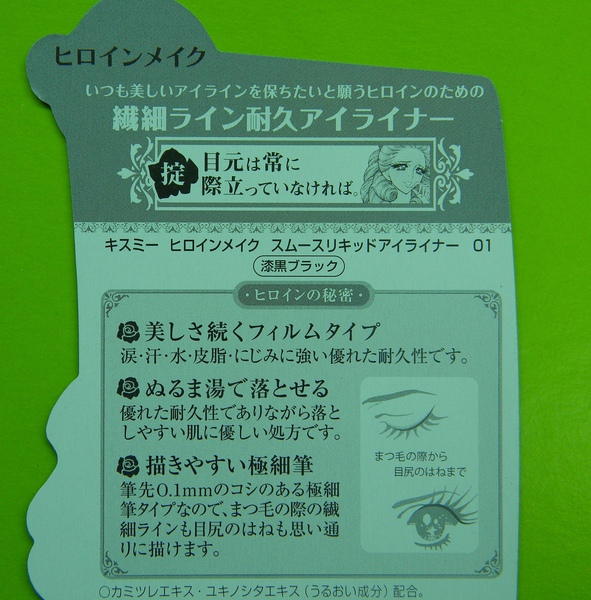 ヒロインメイク
いつも美しいアイラインを保ちたいと願うヒロインのための
繊細ライン耐久アイライナー
掟
目元は常に
際立っていなければ。
キスミー ヒロインメイク スムースリキッドアイライナー 01
漆黒ブラック
・ヒロインの秘密・
美しさ続くフィルムタイプ
涙・汗・水・皮脂・にじみに強い優れた耐久性です。
ぬるま湯で落とせる
優れた耐久性でありながら落と
しやすい肌に優しい処方です。
まつ毛の際から
目尻のはねまで
描きやすい極細筆
筆先0.1mmのコシのある極細
筆タイプなので、まつ毛の際の繊
細ラインも目尻のはねも思い通
りに描けます。
○カミツレエキス・ユキノシタエキス(うるおい成分)配合。